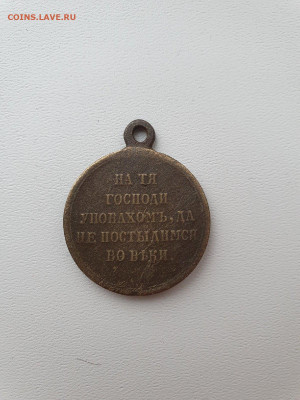 COINS.LAVE.RU
НА ТЯ
ГОСПОДИ
УПОВАХОМЪ, ДА
НЕ ПОСТЫДИМСЯ
ВО ВѢКИ.